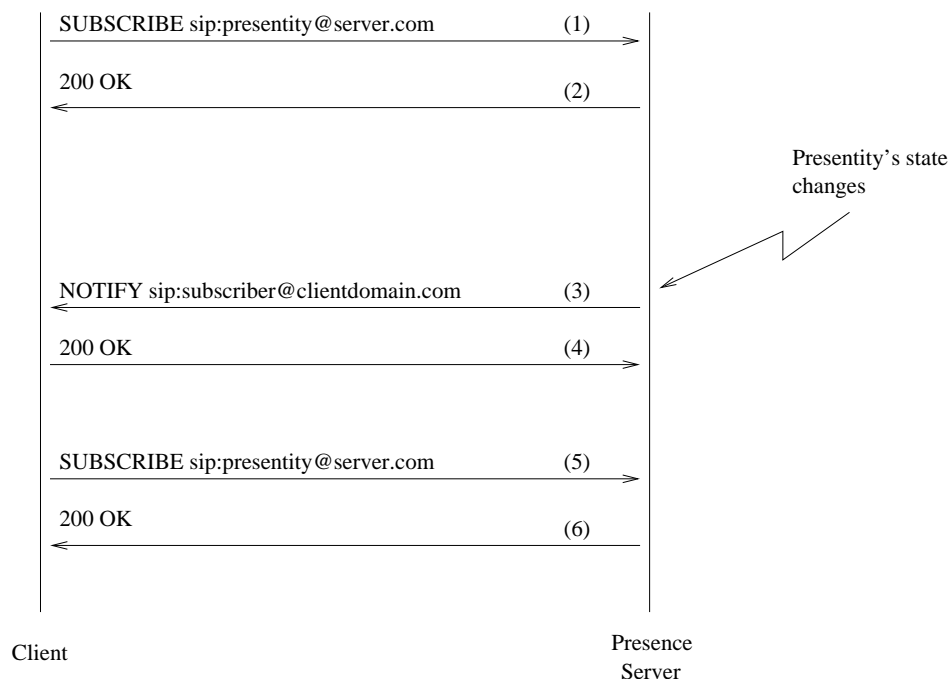 SUBSCRIBE sip:presentity@server.com (1)
200 OK (2)
Presentity's state
changes
NOTIFY sip:subscriber@clientdomain.com (3)
200 OK (4)
SUBSCRIBE sip:presentity@server.com (5)
200 OK (6)
Client
Presence
Server